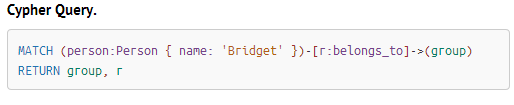 Cypher Query.
MATCH (person:Person { name: 'Bridget' })-[r:belongs_to]->(group)
RETURN group, r